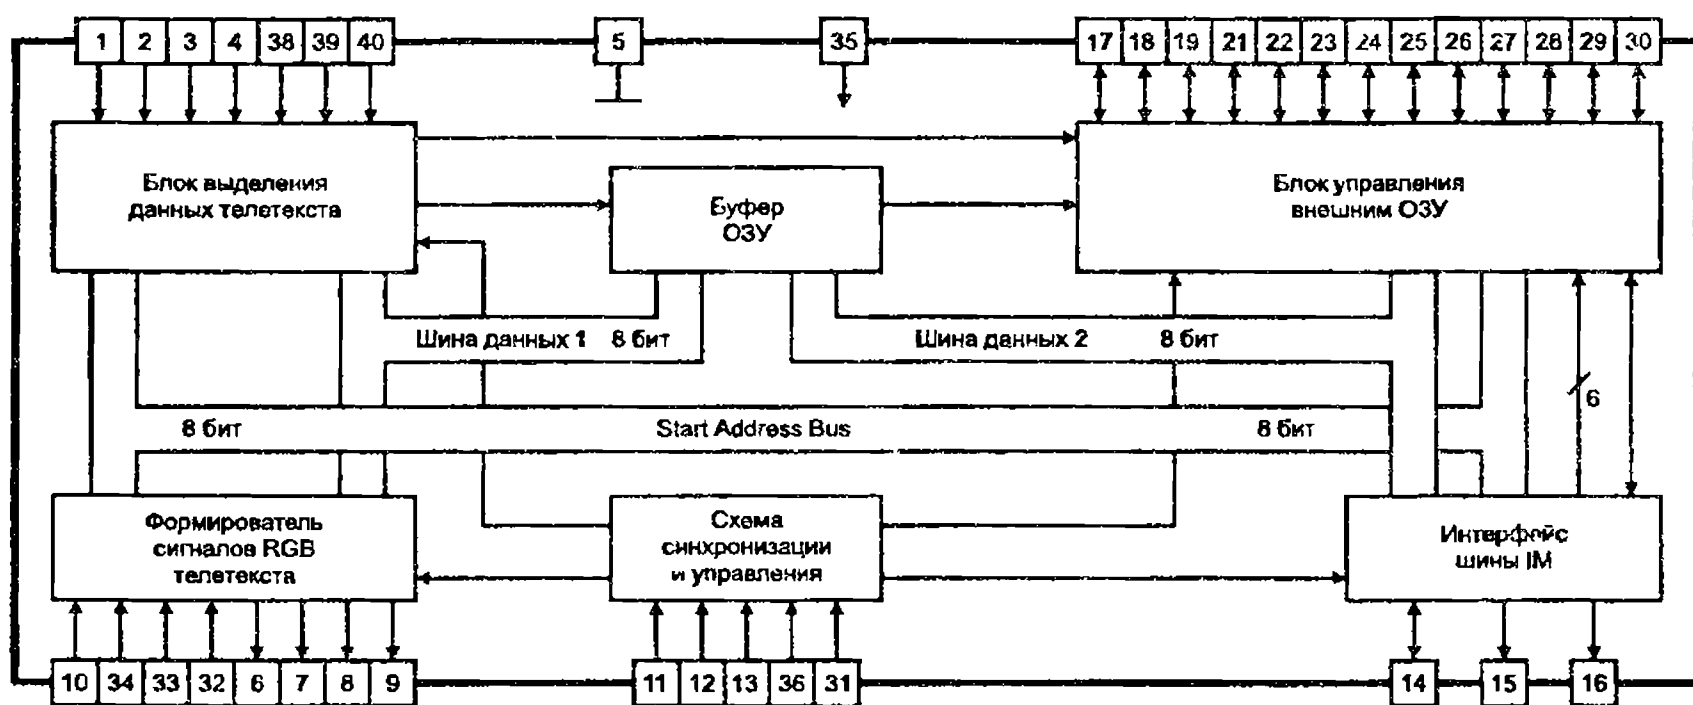 1 2 3 4 38 39 40 5 35 17 18 19 21 22 23 24 25 26 27 28 29 30
Блок выделения
данных телетекста
Буфер
ОЗУ
Блок управления
внешним ОЗУ
Шина данных 1 8 бит
Шина данных 2 8 бит
6
8 бит Start Address Bus 8 бит
Формирователь
сигналов RGB
телетекста
Схема
синхронизации
и управления
Интерфейс
шины IM
10 34 33 32 6 7 8 9 11 12 13 36 31 14 15 16